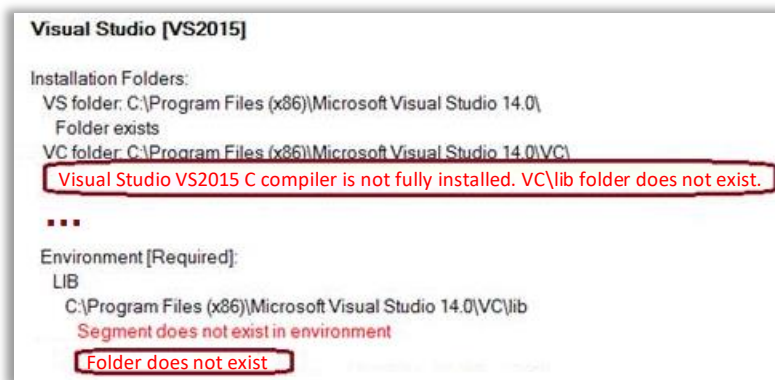 Visual Studio [VS2015]
Installation Folders:
VS folder: C:\Program Files (x86)\Microsoft Visual Studio 14.0\
Folder exists
VC folder: C:\Program Files (x86)\Microsoft Visual Studio 14.0\VC\
Visual Studio VS2015 C compiler is not fully installed. VC\lib folder does not exist.
...
Environment [Required]:
LIB
C:\Program Files (x86)\Microsoft Visual Studio 14.0\VC\lib
Segment does not exist in environment
Folder does not exist